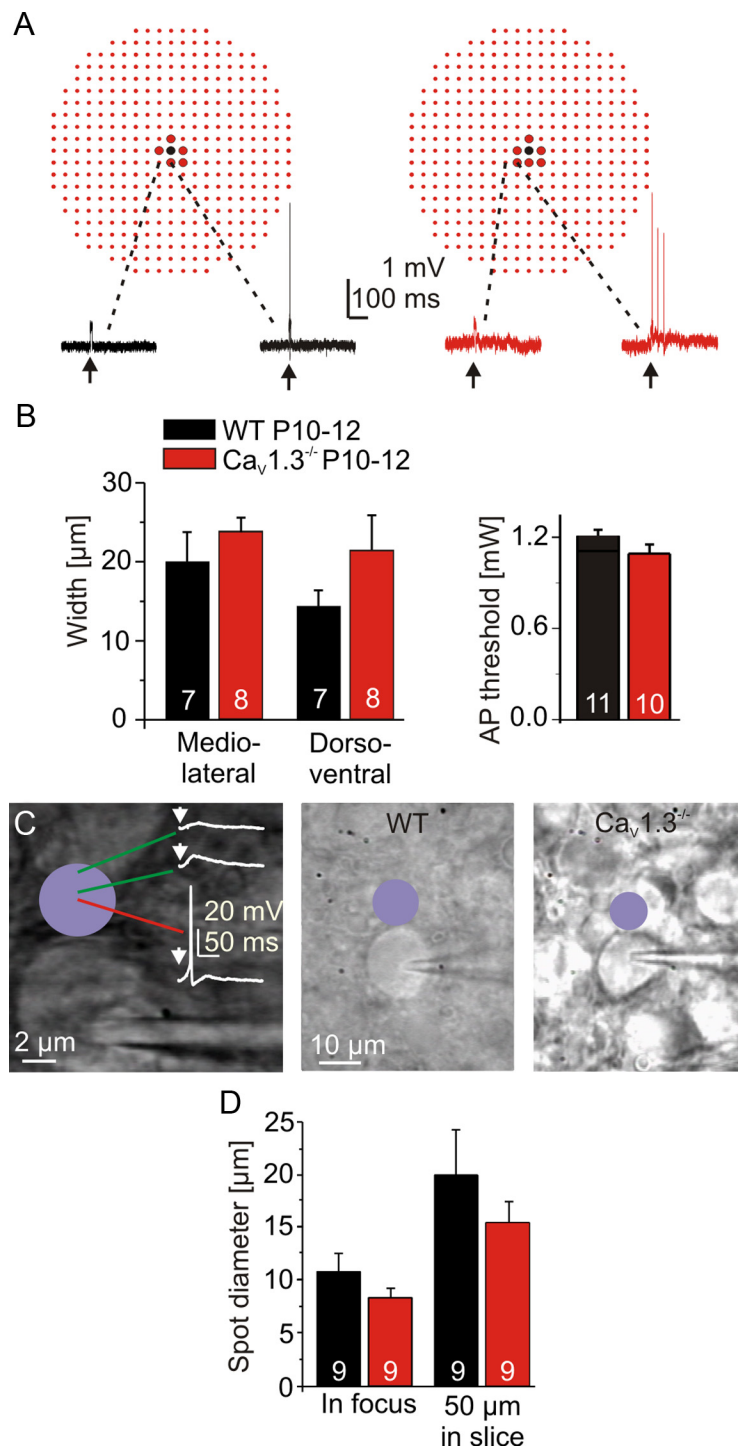 A
1 mV
100 ms
B
WT P10-12
Caᵥ1.3⁻/⁻ P10-12
Width [µm]
30
20
10
0
7
8
7
8
Medio-
lateral
Dorso-
ventral
AP threshold [mW]
1.2
0.6
0.0
11
10
C
20 mV
50 ms
2 µm
WT
10 µm
Caᵥ1.3⁻/⁻
D
Spot diameter [µm]
25
20
15
10
5
0
9
9
9
9
In focus
50 µm
in slice